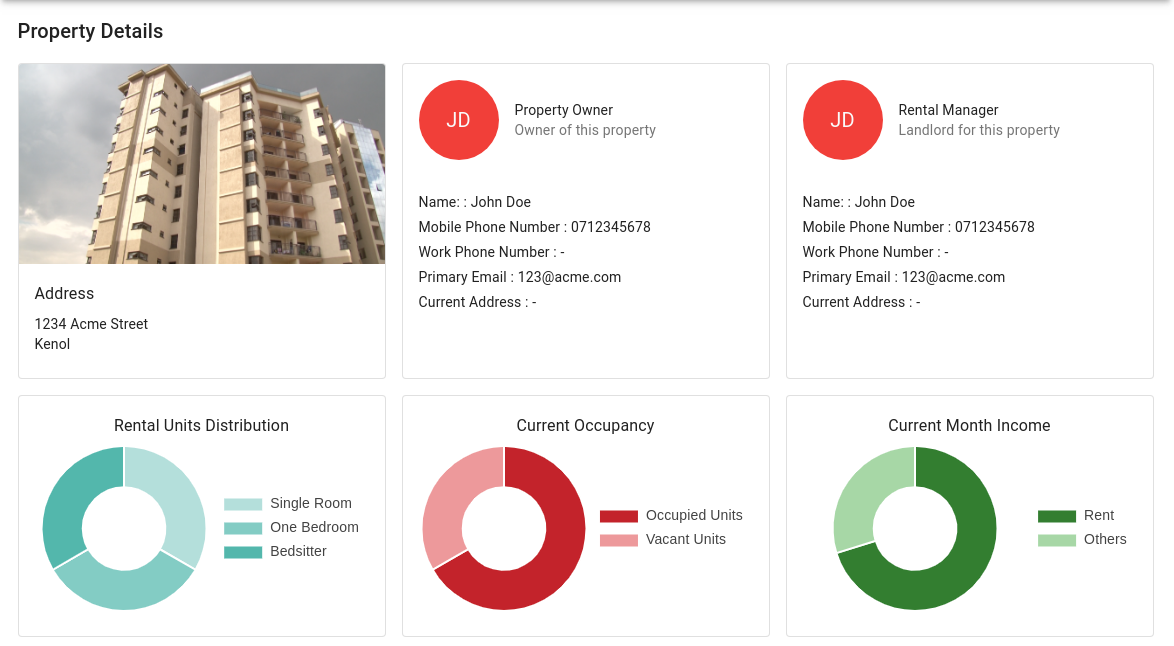 Property Details
Address
1234 Acme Street
Kenol
JD
Property Owner
Owner of this property
Name: : John Doe
Mobile Phone Number : 0712345678
Work Phone Number : -
Primary Email : 123@acme.com
Current Address : -
JD
Rental Manager
Landlord for this property
Name: : John Doe
Mobile Phone Number : 0712345678
Work Phone Number : -
Primary Email : 123@acme.com
Current Address : -
Rental Units Distribution
Single Room
One Bedroom
Bedsitter
Current Occupancy
Occupied Units
Vacant Units
Current Month Income
Rent
Others